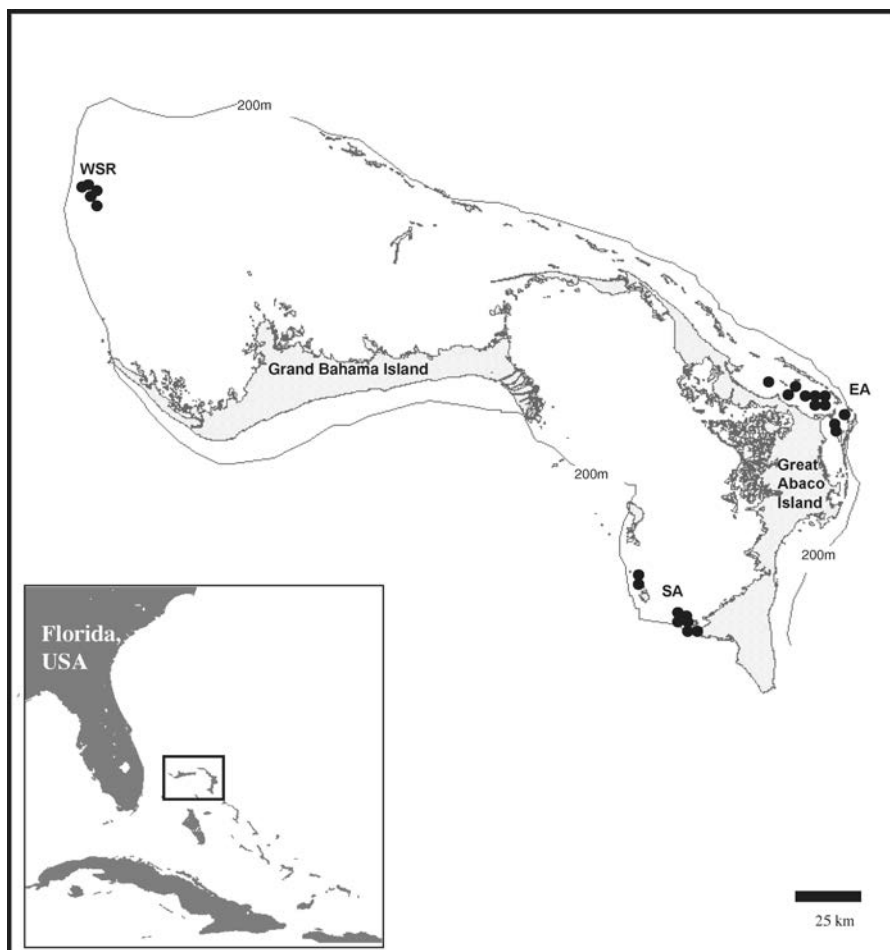 200m
WSR
Grand Bahama Island
EA
200m
Great
Abaco
Island
200m
SA
Florida,
USA
25 km